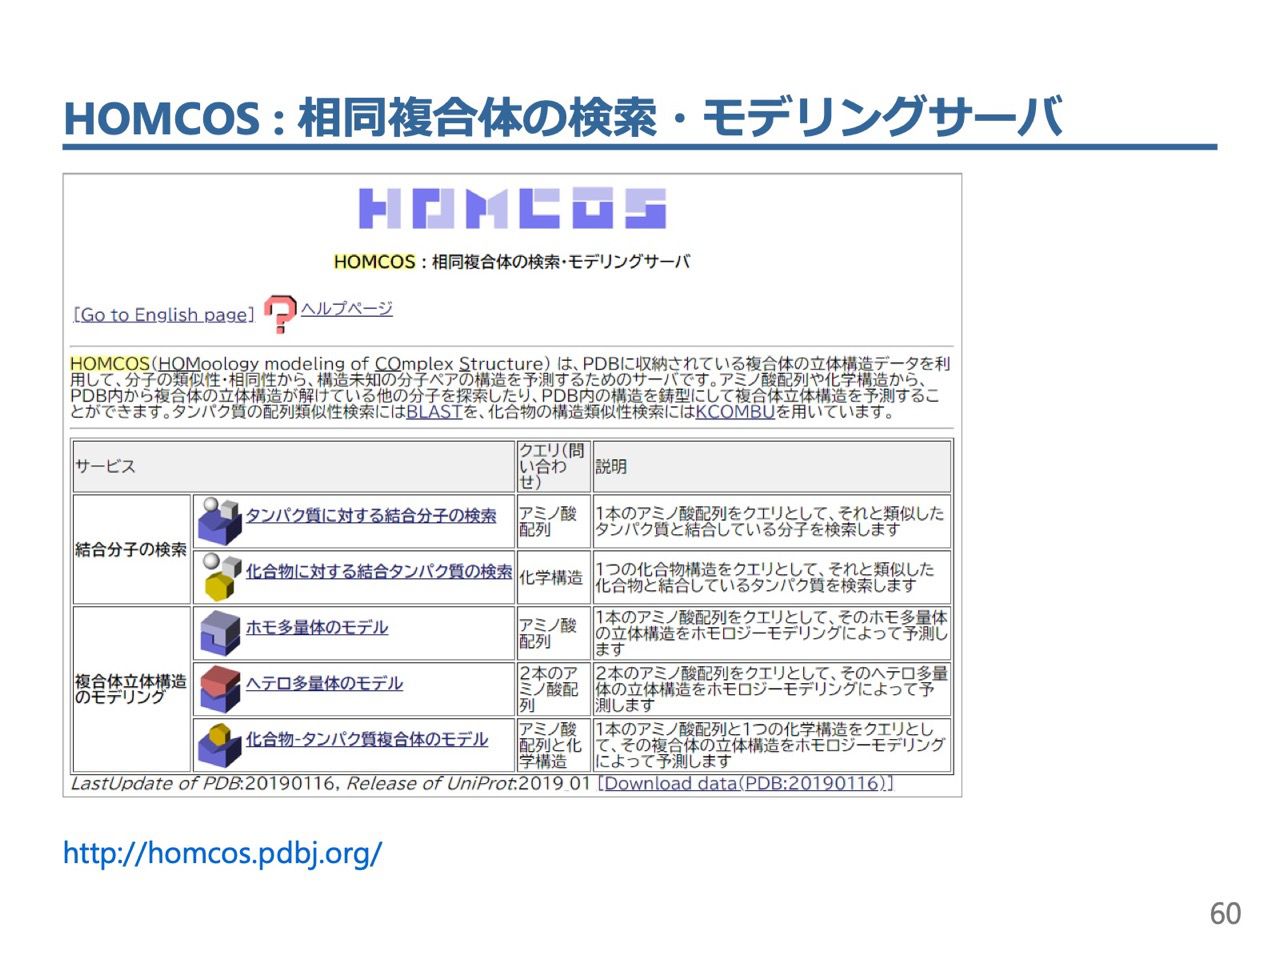 HOMCOS : 相同複合体の検索・モデリングサーバ
HOMCOS
HOMCOS : 相同複合体の検索･モデリングサーバ
[Go to English page] ヘルプページ
HOMCOS(HOMoology modeling of COmplex Structure) は、PDBに収納されている複合体の立体構造データを利
用して、分子の類似性・相同性から、構造未知の分子ペアの構造を予測するためのサーバです。アミノ酸配列や化学構造から、
PDB内から複合体の立体構造が解けている他の分子を探索したり、PDB内の構造を鋳型にして複合体立体構造を予測するこ
とができます。タンパク質の配列類似性検索にはBLASTを、化合物の構造類似性検索にはKCOMBUを用いています。
サービス
クエリ(問
い合わ
せ)
説明
結合分子の検索
タンパク質に対する結合分子の検索
アミノ酸
配列
1本のアミノ酸配列をクエリとして、それと類似した
タンパク質と結合している分子を検索します
化合物に対する結合タンパク質の検索
化学構造
1つの化合物構造をクエリとして、それと類似した
化合物と結合しているタンパク質を検索します
複合体立体構造
のモデリング
ホモ多量体のモデル
アミノ酸
配列
1本のアミノ酸配列をクエリとして、そのホモ多量体
の立体構造をホモロジーモデリングによって予測し
ます
ヘテロ多量体のモデル
2本のア
ミノ酸配
列
2本のアミノ酸配列をクエリとして、そのヘテロ多量
体の立体構造をホモロジーモデリングによって予
測します
化合物-タンパク質複合体のモデル
アミノ酸
配列と化
学構造
1本のアミノ酸配列と1つの化学構造をクエリとし
て、その複合体の立体構造をホモロジーモデリング
によって予測します
LastUpdate of PDB:20190116, Release of UniProt:2019_01 [Download data(PDB:20190116)]
http://homcos.pdbj.org/
60